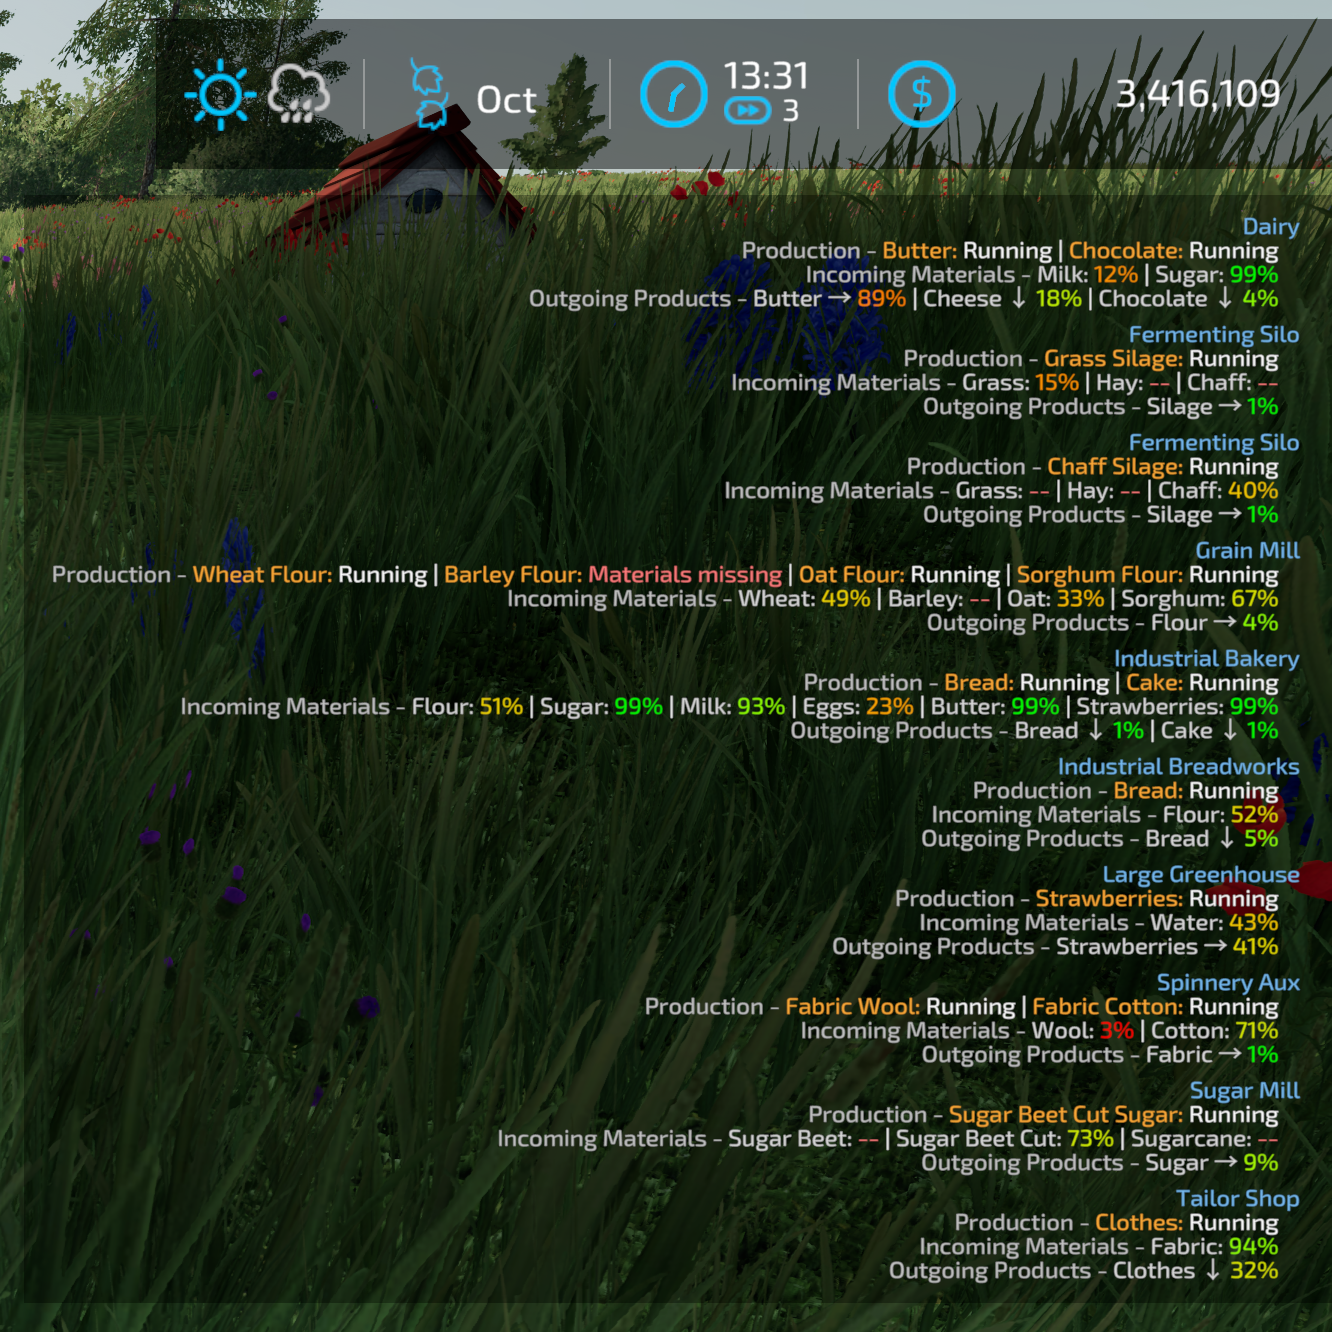 Oct
13:31
3
$
3,416,109
Dairy
Production - Butter: Running | Chocolate: Running
Incoming Materials - Milk: 12% | Sugar: 99%
Outgoing Products - Butter → 89% | Cheese ↓ 18% | Chocolate ↓ 4%
Fermenting Silo
Production - Grass Silage: Running
Incoming Materials - Grass: 15% | Hay: -- | Chaff: --
Outgoing Products - Silage → 1%
Fermenting Silo
Production - Chaff Silage: Running
Incoming Materials - Grass: -- | Hay: -- | Chaff: 40%
Outgoing Products - Silage → 1%
Grain Mill
Production - Wheat Flour: Running | Barley Flour: Materials missing | Oat Flour: Running | Sorghum Flour: Running
Incoming Materials - Wheat: 49% | Barley: -- | Oat: 33% | Sorghum: 67%
Outgoing Products - Flour → 4%
Industrial Bakery
Production - Bread: Running | Cake: Running
Incoming Materials - Flour: 51% | Sugar: 99% | Milk: 93% | Eggs: 23% | Butter: 99% | Strawberries: 99%
Outgoing Products - Bread ↓ 1% | Cake ↓ 1%
Industrial Breadworks
Production - Bread: Running
Incoming Materials - Flour: 52%
Outgoing Products - Bread ↓ 5%
Large Greenhouse
Production - Strawberries: Running
Incoming Materials - Water: 43%
Outgoing Products - Strawberries → 41%
Spinnery Aux
Production - Fabric Wool: Running | Fabric Cotton: Running
Incoming Materials - Wool: 3% | Cotton: 71%
Outgoing Products - Fabric → 1%
Sugar Mill
Production - Sugar Beet Cut Sugar: Running
Incoming Materials - Sugar Beet: -- | Sugar Beet Cut: 73% | Sugarcane: --
Outgoing Products - Sugar → 9%
Tailor Shop
Production - Clothes: Running
Incoming Materials - Fabric: 94%
Outgoing Products - Clothes ↓ 32%